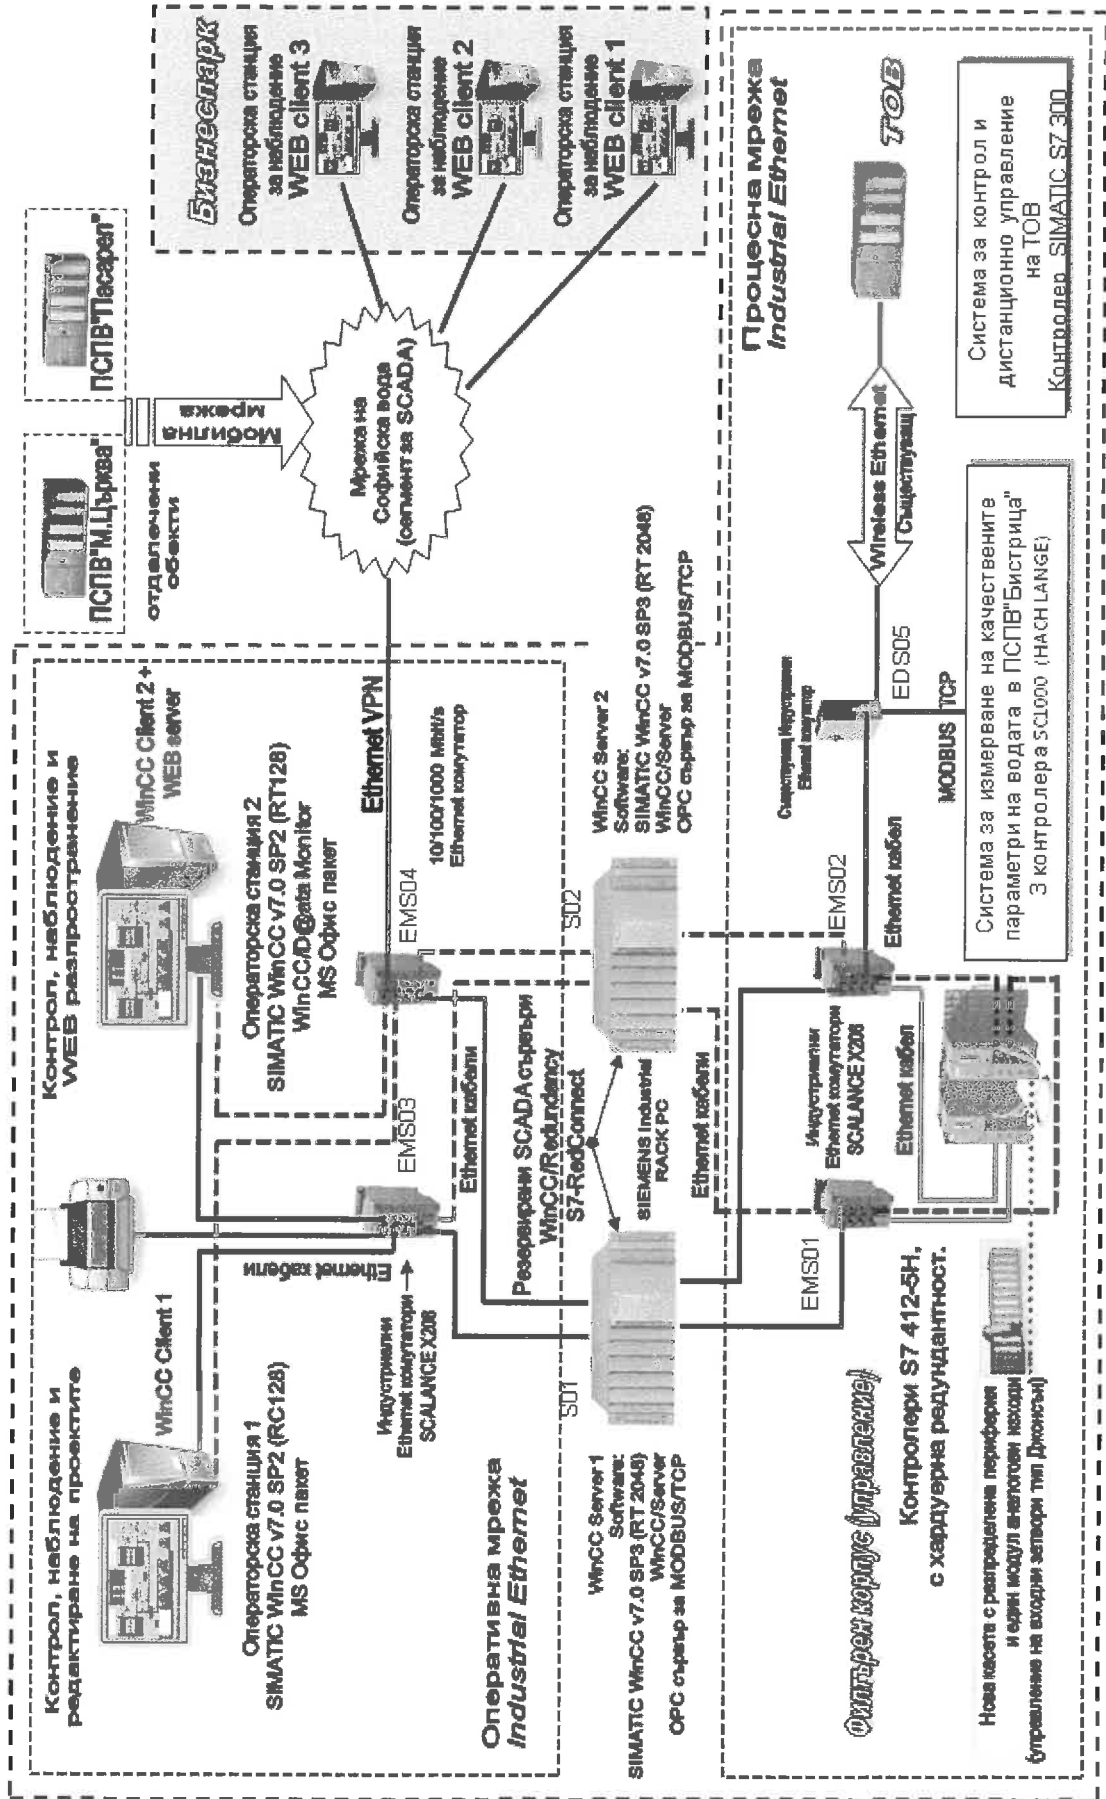 Контрол, наблюдение и
редактиране на проектите
WinCC Client 1
Операторска станция 1
SIMATIC WinCC v7.0 SP2 (RC128)
MS Офис пакет
Контрол, наблюдение и
WEB разпространение
WinCC Client 2 +
WEB server
Операторска станция 2
SIMATIC WinCC v7.0 SP2 (RT128)
WinCC/D@ata Monitor
MS Офис пакет
Ethernet кабели
Индустриални
Ethernet комутатори
SCALANCE X208
EMS03
EMS04
Ethernet кабели
Ethernet VPN
10/100/1000 Mbit/s
Ethernet комутатор
Оперативна мрежа
Industrial Ethernet
ПСПВ"М.Църква"
ПСПВ"Пасарел"
отдалечени
обекти
Мобилна
мрежа
Мрежа на
Софийска вода
(сегмент за SCADA)
Бизнеспарк
Операторска станция
за наблюдение
WEB client 3
Операторска станция
за наблюдение
WEB client 2
Операторска станция
за наблюдение
WEB client 1
Резервирани SCADA сървъри
WinCC/Redundancy
S7-RedConnect
S01
S02
WinCC Server 1
Software:
SIMATIC WinCC v7.0 SP3 (RT 2048)
WinCC/Server
OPC сървър за MODBUS/TCP
SIEMENS Industrial
RACK PC
WinCC Server 2
Software:
SIMATIC WinCC v7.0 SP3 (RT 2048)
WinCC/Server
OPC сървър за MODBUS/TCP
Ethernet кабели
EMS01
EMS02
Индустриални
Ethernet комутатори
SCALANCE X208
Ethernet кабел
Ethernet кабел
Съществуващ Индустриален
Ethernet комутатор
EDS05
MODBUS TCP
Wireless Ethernet
Съществуващ
Процесна мрежа
Industrial Ethernet
ТОВ
Филтърен корпус (управление)
Контролери S7 412-5H,
с хардуерна редундантност.
Нова касета с разпределена периферия
и един модул аналогови изходи
(управление на входни затвори тип Джонсън)
Система за измерване на качествените
параметри на водата в ПСПВ"Бистрица"
3 контролера SC1000 (HACH LANGE)
Система за контрол и
дистанционно управление
на ТОВ
Контролер SIMATIC S7 300